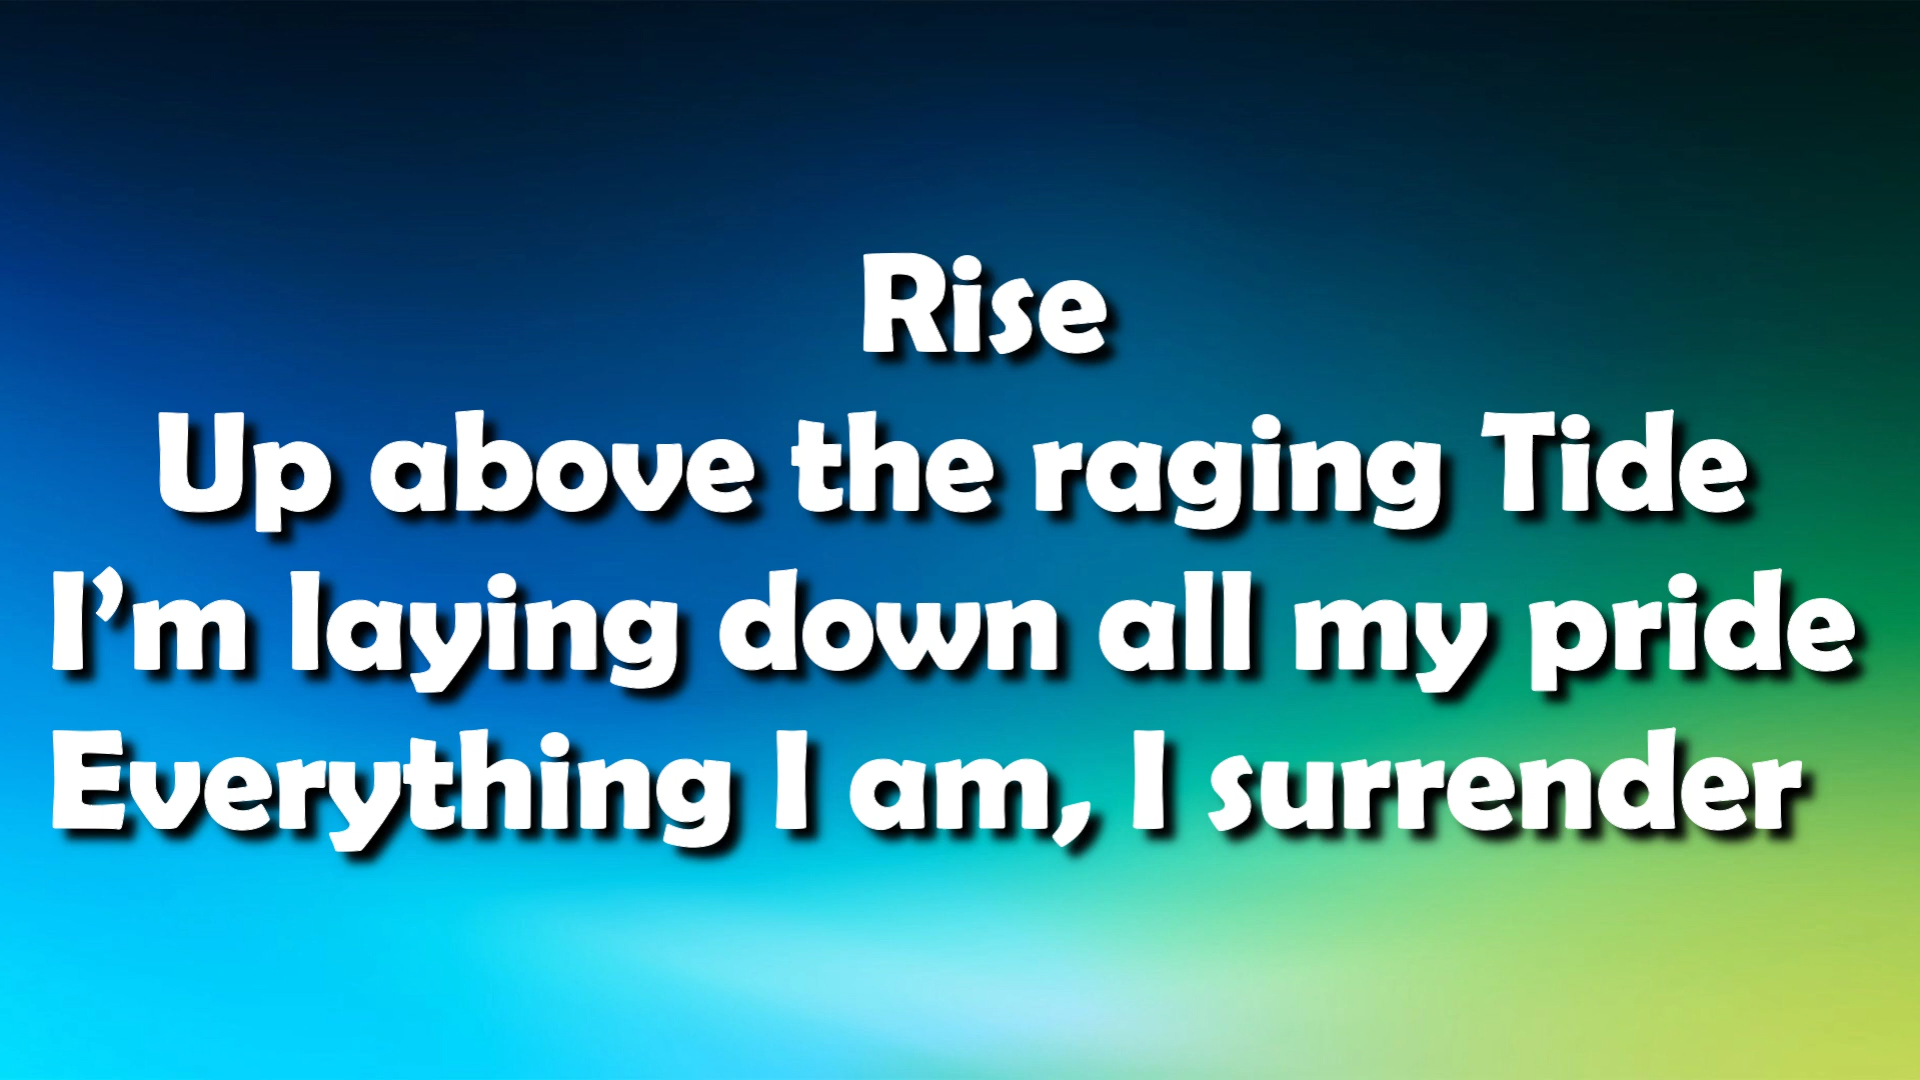 Rise
Up above the raging Tide
I’m laying down all my pride
Everything I am, I surrender